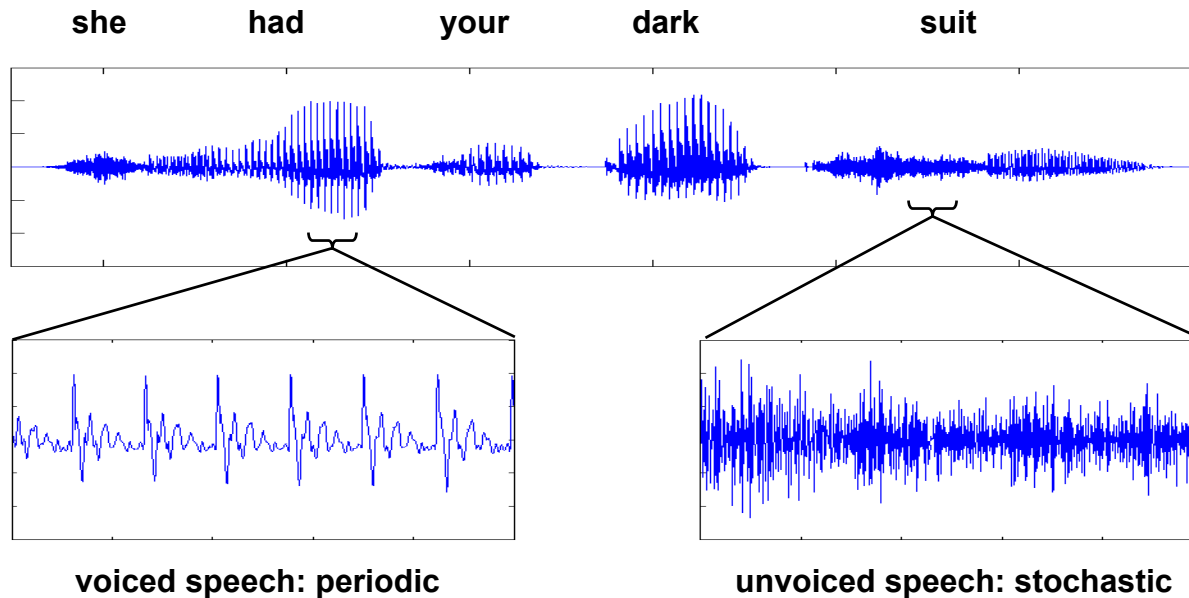 she had your dark suit
voiced speech: periodic
unvoiced speech: stochastic